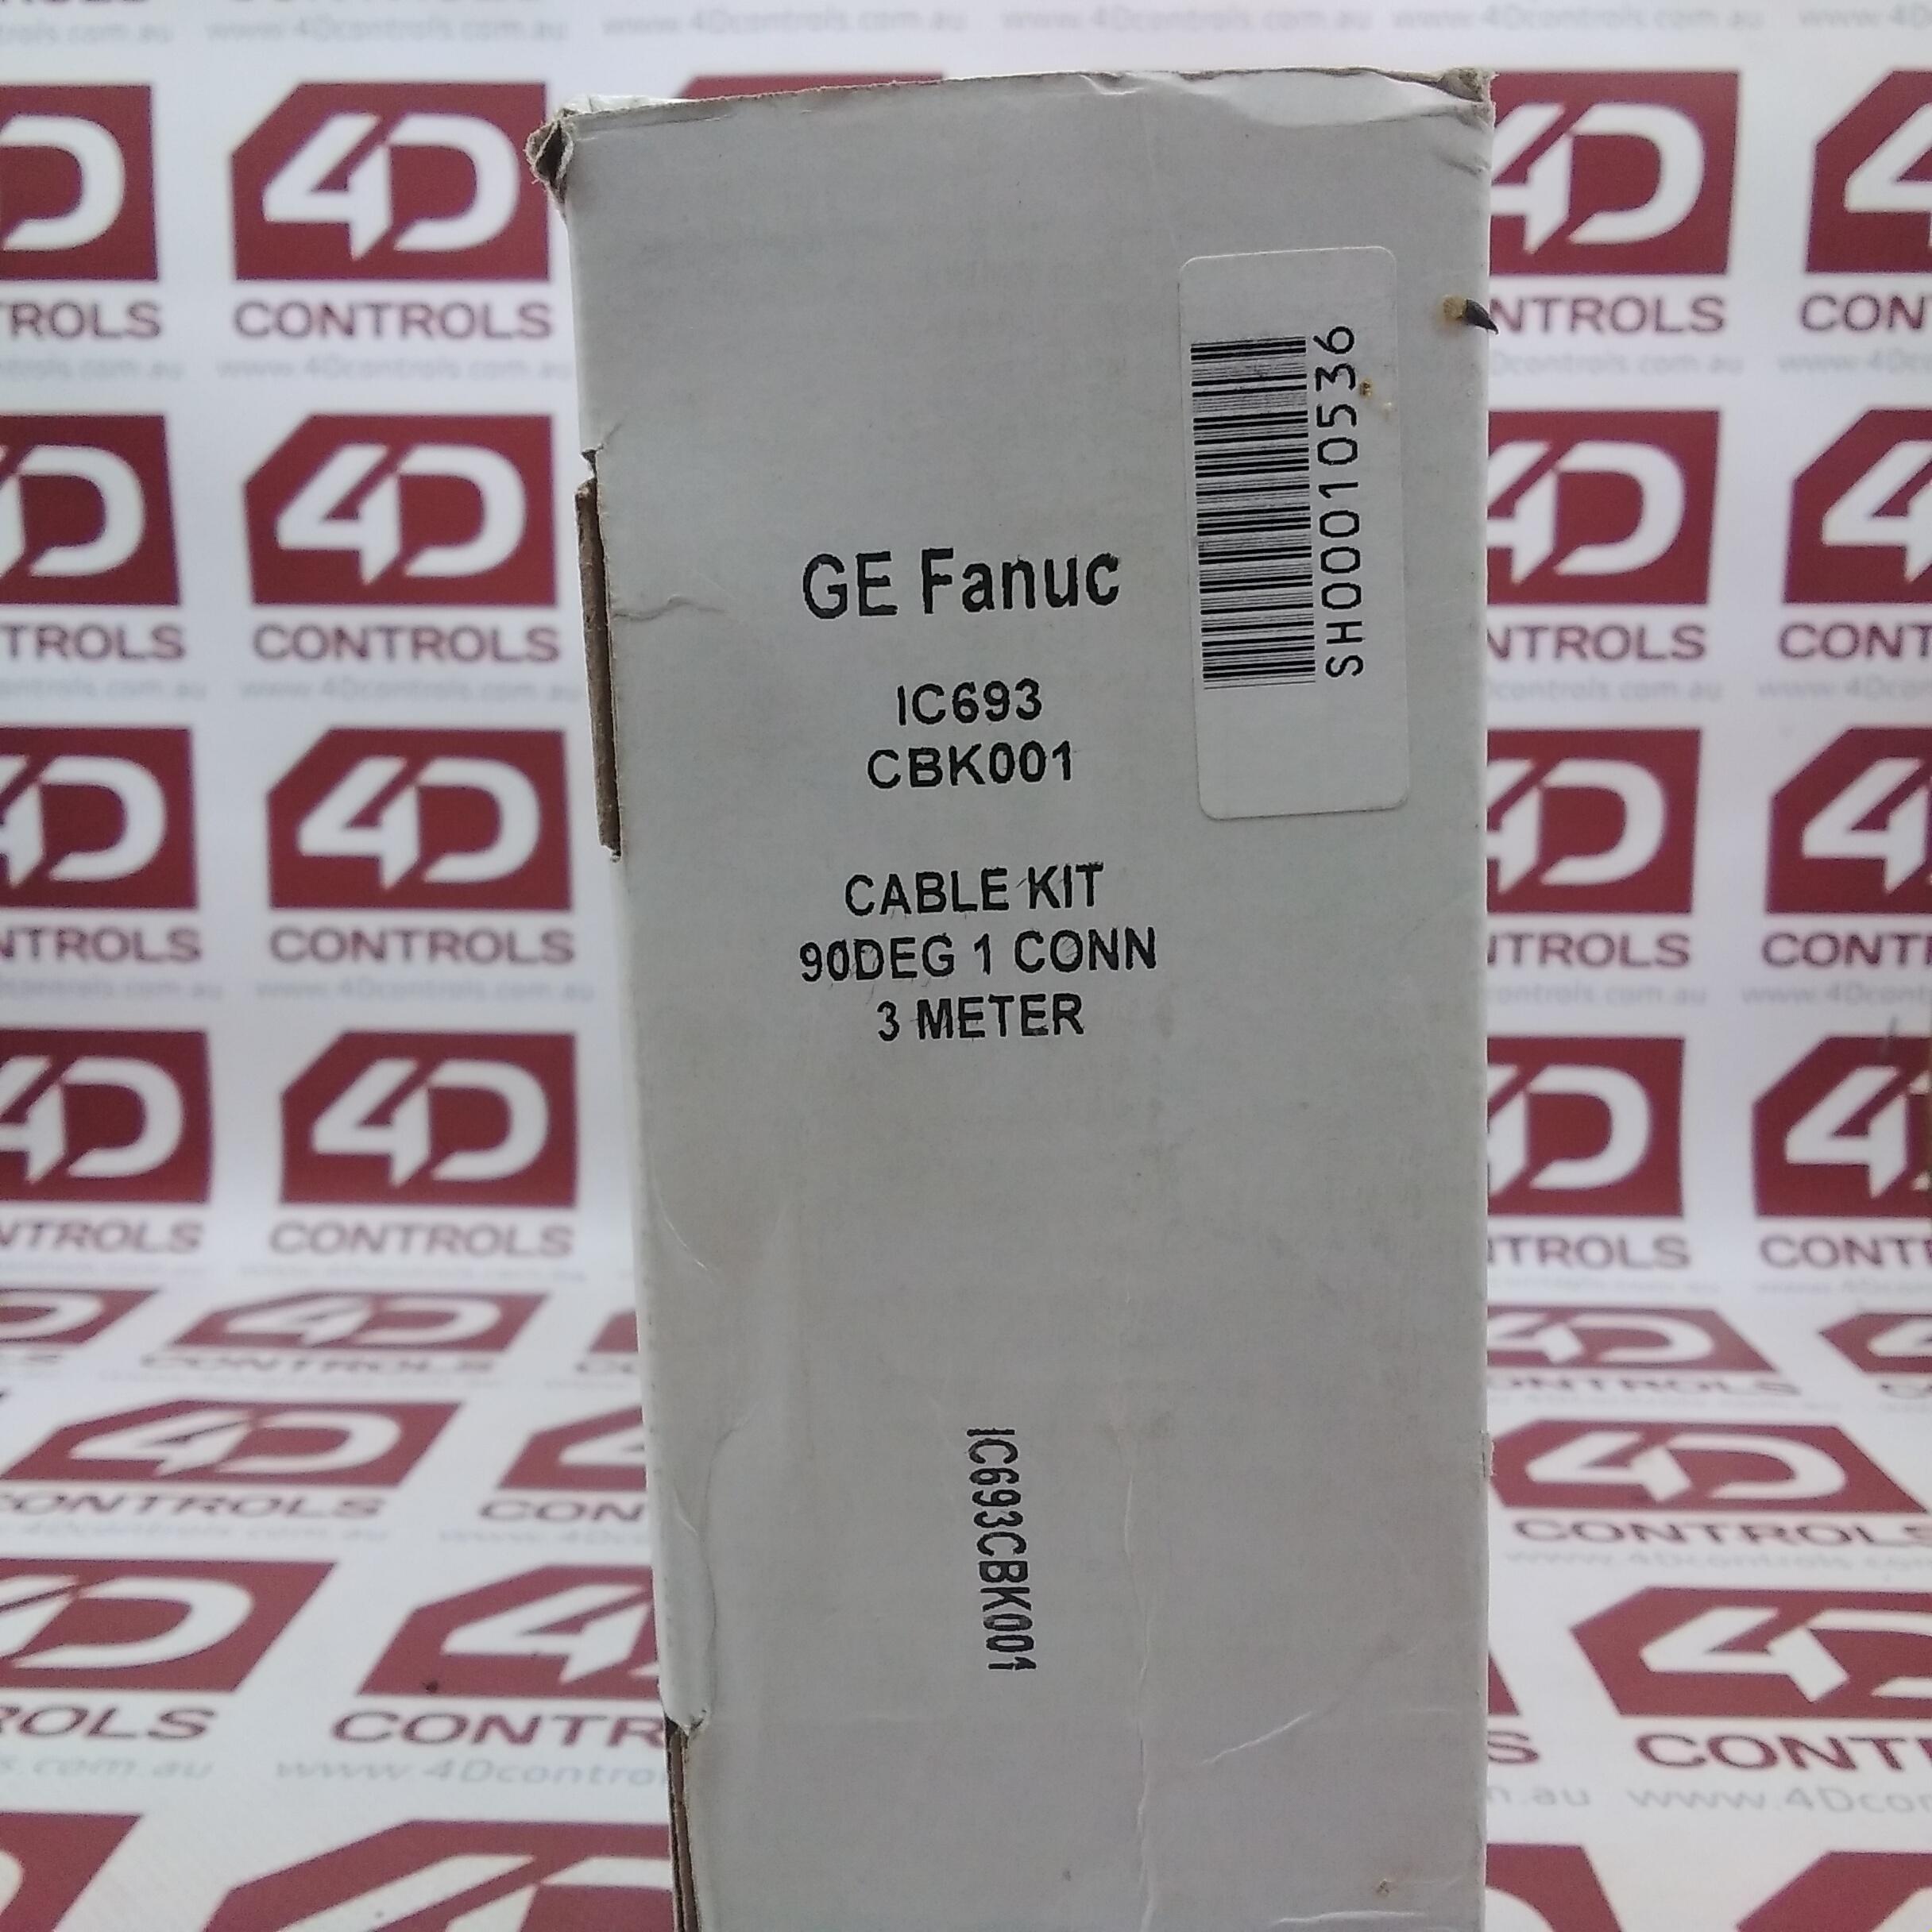 GE Fanuc
IC693
CBK001
CABLE KIT
90DEG 1 CONN
3 METER
IC693CBK001
SH00010536
4D
CONTROLS
www.4Dcontrols.com.au